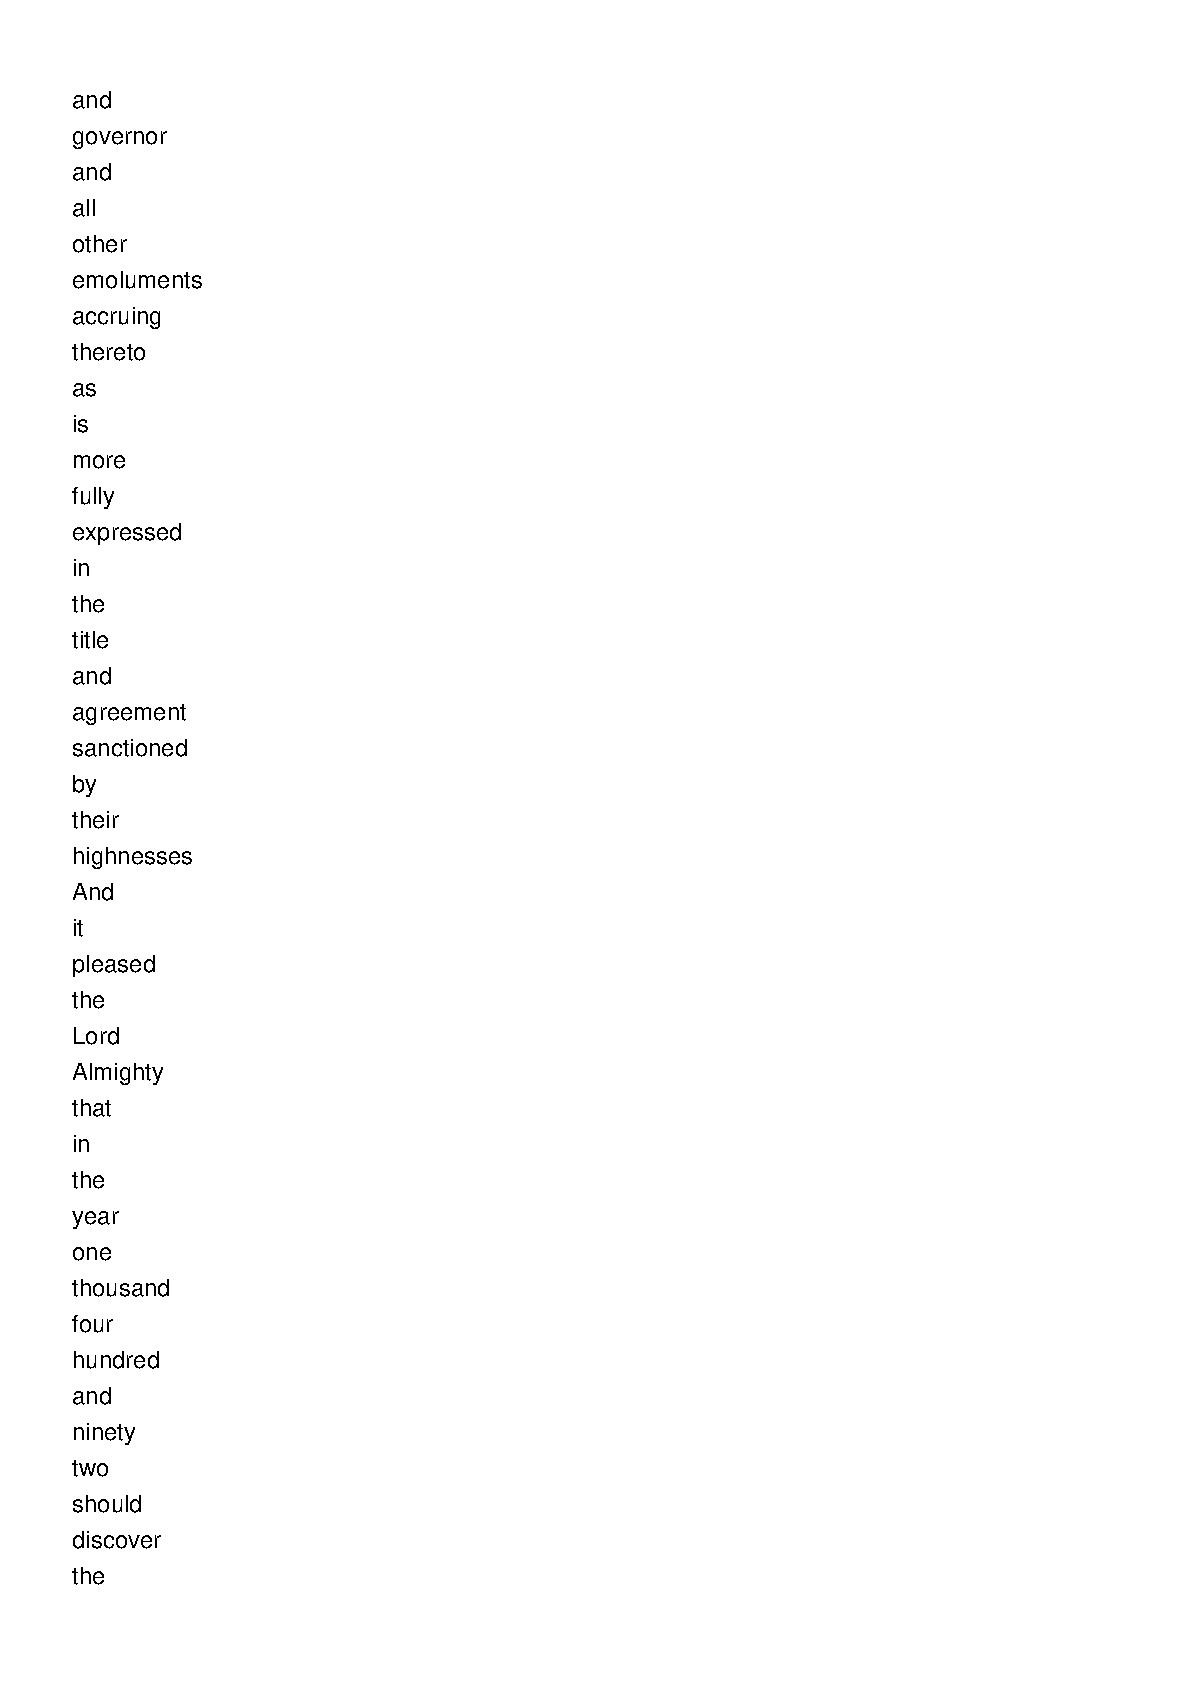 and
governor
and
all
other
emoluments
accruing
thereto
as
is
more
fully
expressed
in
the
title
and
agreement
sanctioned
by
their
highnesses
And
it
pleased
the
Lord
Almighty
that
in
the
year
one
thousand
four
hundred
and
ninety
two
should
discover
the